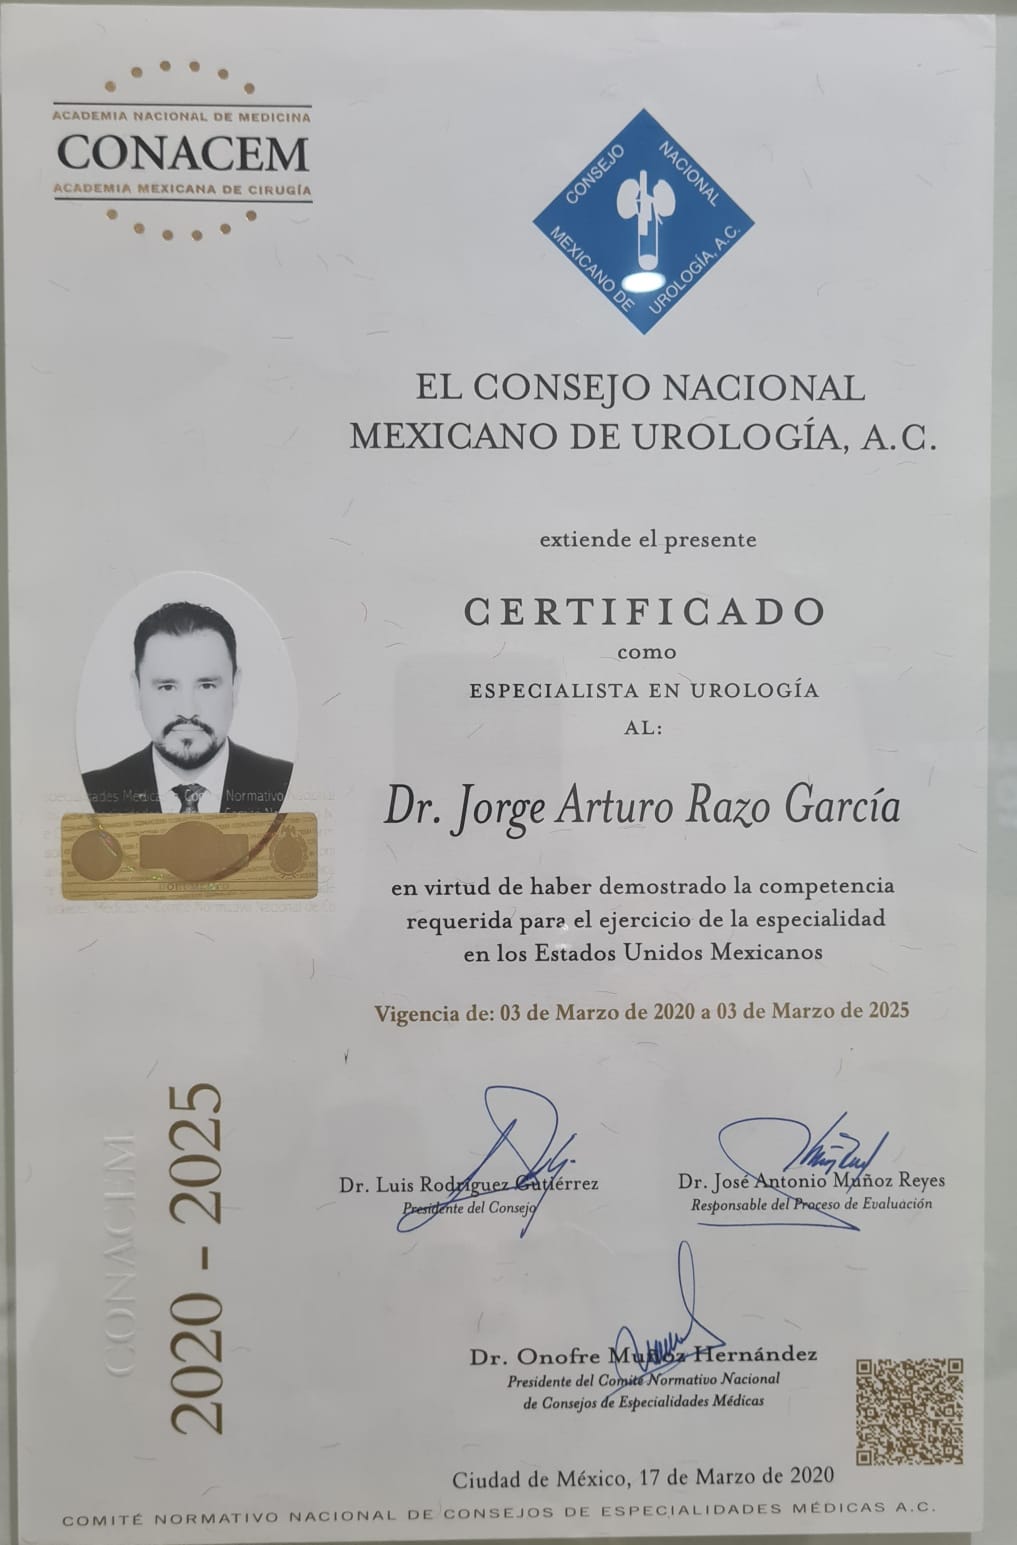 ACADEMIA NACIONAL DE MEDICINA
CONACEM
ACADEMIA MEXICANA DE CIRUGÍA
CONSEJO NACIONAL
MEXICANO DE UROLOGÍA, A.C.
EL CONSEJO NACIONAL
MEXICANO DE UROLOGÍA, A.C.
extiende el presente
CERTIFICADO
como
ESPECIALISTA EN UROLOGÍA
AL:
Dr. Jorge Arturo Razo García
en virtud de haber demostrado la competencia
requerida para el ejercicio de la especialidad
en los Estados Unidos Mexicanos
Vigencia de: 03 de Marzo de 2020 a 03 de Marzo de 2025
Normativo
2020 - 2025
CONACEM
Dr. Luis Rodríguez Gutiérrez
Presidente del Consejo
Dr. José Antonio Muñoz Reyes
Responsable del Proceso de Evaluación
Dr. Onofre Muñoz Hernández
Presidente del Comité Normativo Nacional
de Consejos de Especialidades Médicas
Ciudad de México, 17 de Marzo de 2020
COMITÉ NORMATIVO NACIONAL DE CONSEJOS DE ESPECIALIDADES MÉDICAS A.C.